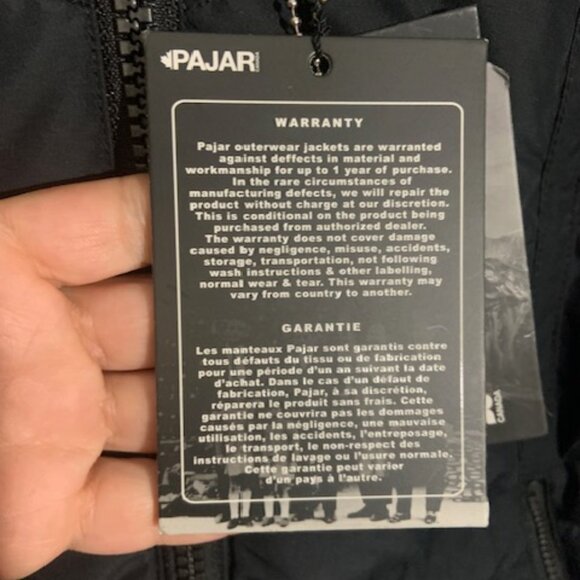 PAJAR
CANADA
WARRANTY
Pajar outerwear jackets are warranted
against deffects in material and
workmanship for up to 1 year of purchase.
In the rare circumstances of
manufacturing defects, we will repair the
product without charge at our discretion.
This is conditional on the product being
purchased from authorized dealer.
The warranty does not cover damage
caused by negligence, misuse, accidents,
storage, transportation, not following
wash instructions & other labelling,
normal wear & tear. This warranty may
vary from country to another.
GARANTIE
Les manteaux Pajar sont garantis contre
tous défauts du tissu ou de fabrication
pour une période d'un an suivant la date
d'achat. Dans le cas d'un défaut de
fabrication, Pajar, à sa discrétion,
réparera le produit sans frais. Cette
garantie ne couvrira pas les dommages
causés par la négligence, une mauvaise
utilisation, les accidents, l'entreposage,
le transport, le non-respect des
instructions de lavage ou l'usure normale.
Cette garantie peut varier
d'un pays à l'autre.
CANADA